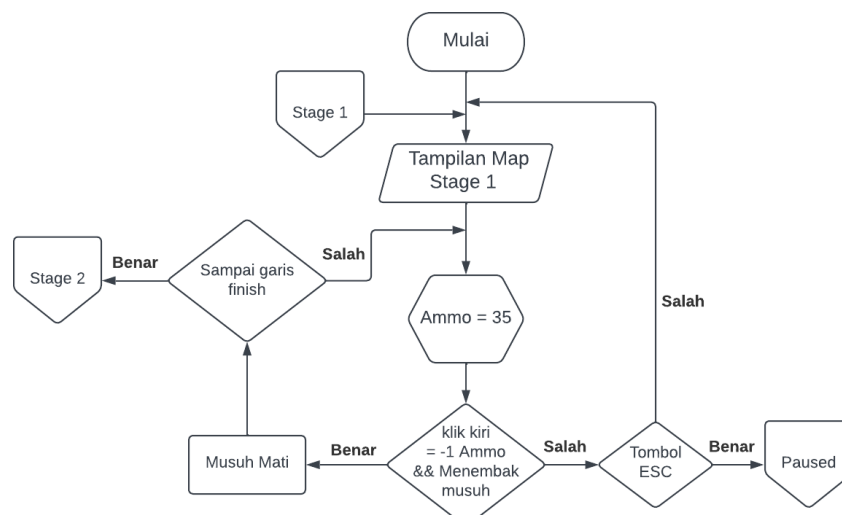 Mulai
Stage 1
Tampilan Map
Stage 1
Sampai garis
finish
Benar
Salah
Stage 2
Ammo = 35
Salah
klik kiri
= -1 Ammo
&& Menembak
musuh
Benar
Musuh Mati
Salah
Tombol
ESC
Benar
Paused